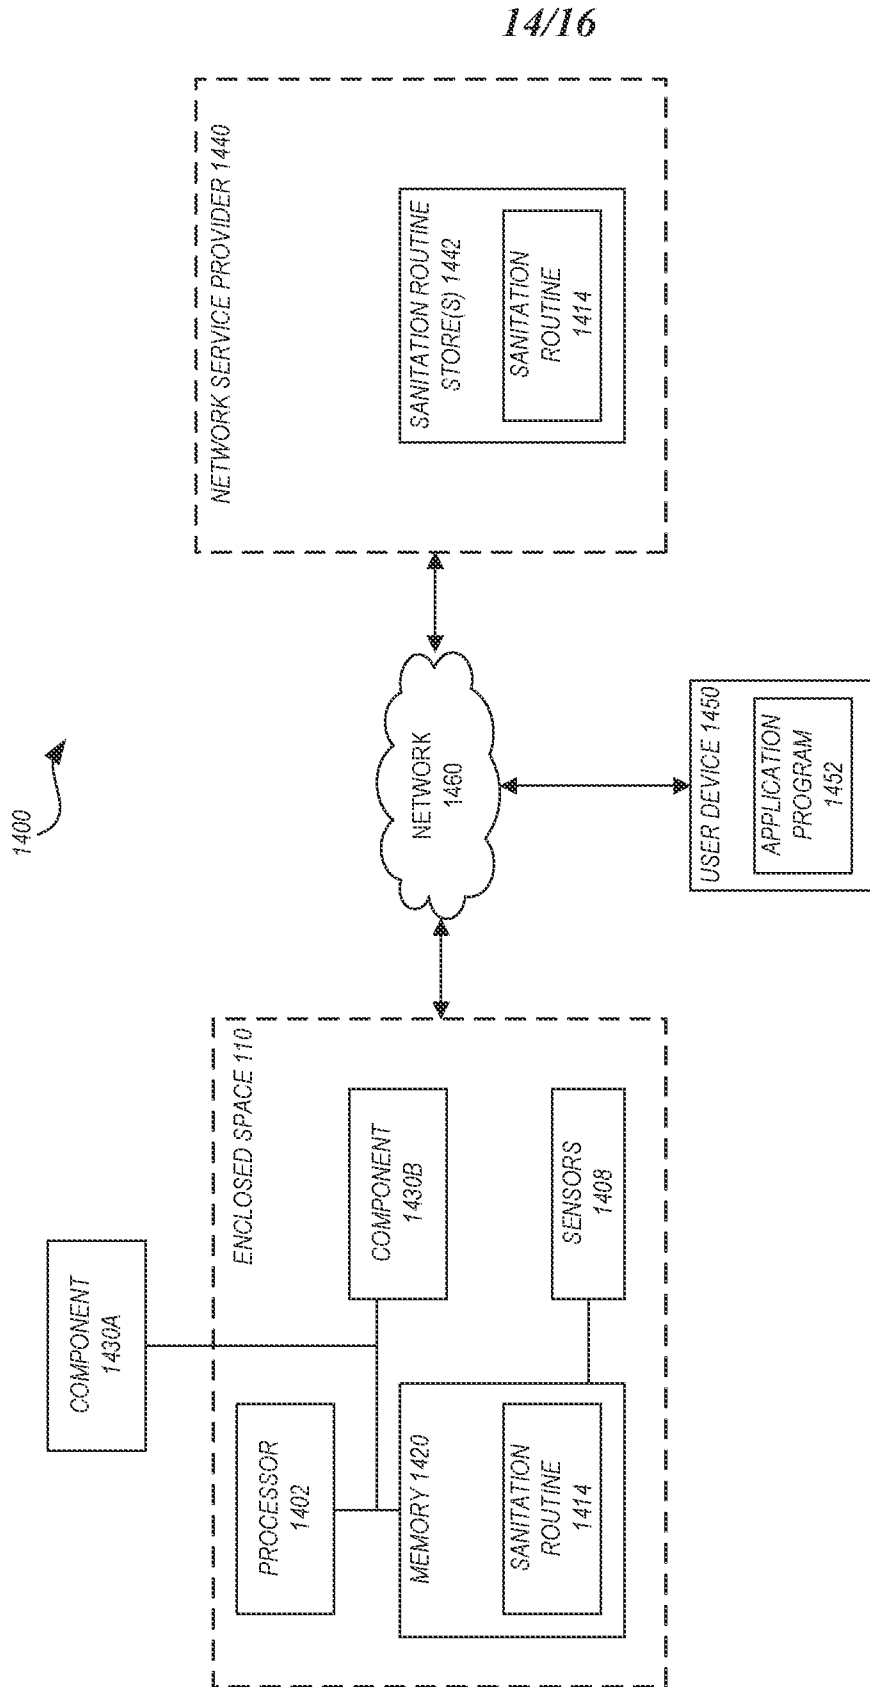 14/16
1400
COMPONENT
1430A
ENCLOSED SPACE 110
PROCESSOR
1402
COMPONENT
1430B
MEMORY 1420
SANITATION
ROUTINE
1414
SENSORS
1408
NETWORK
1460
NETWORK SERVICE PROVIDER 1440
SANITATION ROUTINE
STORE(S) 1442
SANITATION
ROUTINE
1414
USER DEVICE 1450
APPLICATION
PROGRAM
1452